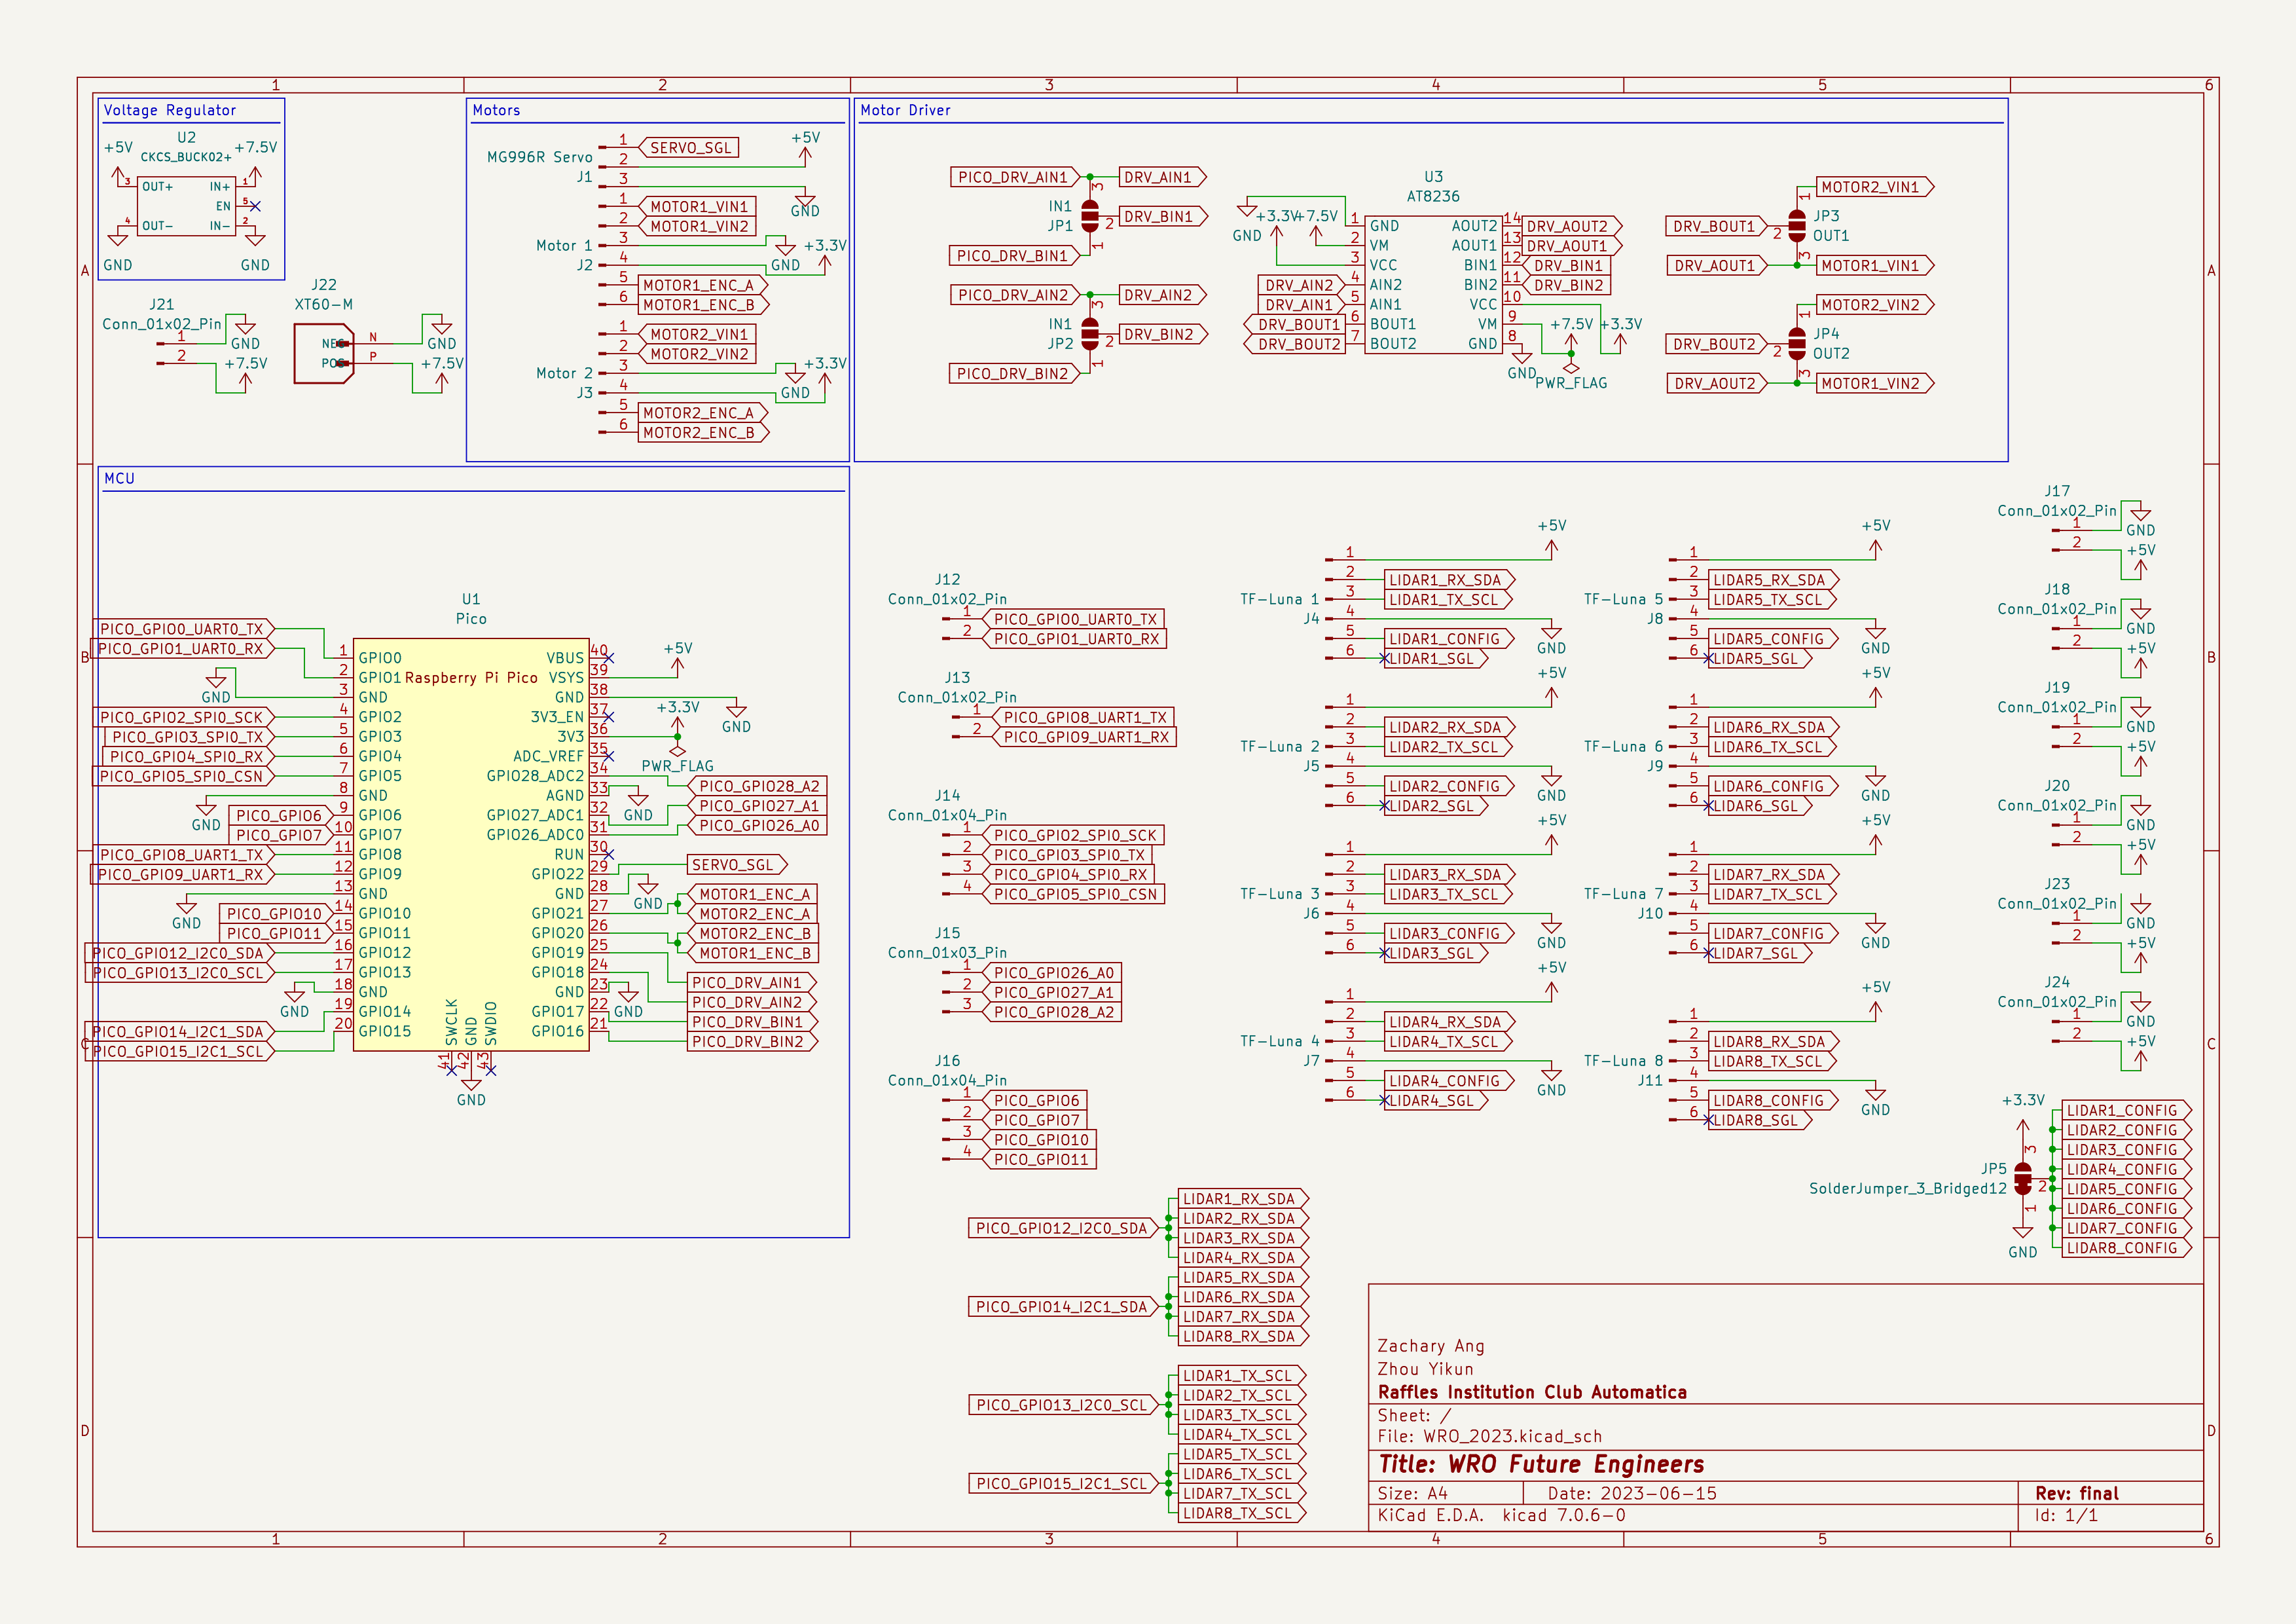 1 2 3 4 5 6
Voltage Regulator
U2
CKCS_BUCK02+
+5V
+7.5V
3 OUT+ IN+ 1
EN 5
4 OUT- IN- 2
GND GND
J21
Conn_01x02_Pin
1
2
GND
+7.5V
J22
XT60-M
NEG N
POS P
GND
+7.5V
Motors
MG996R Servo
J1
1 SERVO_SGL
2
3
+5V
GND
Motor 1
J2
1 MOTOR1_VIN1
2 MOTOR1_VIN2
3
4
5 MOTOR1_ENC_A
6 MOTOR1_ENC_B
GND
+3.3V
Motor 2
J3
1 MOTOR2_VIN1
2 MOTOR2_VIN2
3
4
5 MOTOR2_ENC_A
6 MOTOR2_ENC_B
GND
+3.3V
Motor Driver
PICO_DRV_AIN1 3 DRV_AIN1
IN1
JP1
2 DRV_BIN1
PICO_DRV_BIN1 1
PICO_DRV_AIN2 3 DRV_AIN2
IN1
JP2
2 DRV_BIN2
PICO_DRV_BIN2 1
U3
AT8236
GND
+3.3V
+7.5V
1 GND AOUT2 14 DRV_AOUT2
2 VM AOUT1 13 DRV_AOUT1
3 VCC BIN1 12 DRV_BIN1
DRV_AIN2 4 AIN2 BIN2 11 DRV_BIN2
DRV_AIN1 5 AIN1 VCC 10
DRV_BOUT1 6 BOUT1 VM 9
DRV_BOUT2 7 BOUT2 GND 8
+7.5V
+3.3V
GND
PWR_FLAG
1 MOTOR2_VIN1
DRV_BOUT1 2
JP3
OUT1
DRV_AOUT1 3 MOTOR1_VIN1
1 MOTOR2_VIN2
DRV_BOUT2 2
JP4
OUT2
DRV_AOUT2 3 MOTOR1_VIN2
A A
B B
C C
D D
MCU
U1
Pico
Raspberry Pi Pico
PICO_GPIO0_UART0_TX 1 GPIO0
PICO_GPIO1_UART0_RX 2 GPIO1
GND 3 GND
PICO_GPIO2_SPI0_SCK 4 GPIO2
PICO_GPIO3_SPI0_TX 5 GPIO3
PICO_GPIO4_SPI0_RX 6 GPIO4
PICO_GPIO5_SPI0_CSN 7 GPIO5
GND 8 GND
PICO_GPIO6 9 GPIO6
PICO_GPIO7 10 GPIO7
PICO_GPIO8_UART1_TX 11 GPIO8
PICO_GPIO9_UART1_RX 12 GPIO9
GND 13 GND
PICO_GPIO10 14 GPIO10
PICO_GPIO11 15 GPIO11
PICO_GPIO12_I2C0_SDA 16 GPIO12
PICO_GPIO13_I2C0_SCL 17 GPIO13
GND 18 GND
PICO_GPIO14_I2C1_SDA 19 GPIO14
PICO_GPIO15_I2C1_SCL 20 GPIO15
VBUS 40
VSYS 39 +5V
GND 38 GND
3V3_EN 37
3V3 36 +3.3V
PWR_FLAG
ADC_VREF 35
GPIO28_ADC2 34 PICO_GPIO28_A2
AGND 33 GND
GPIO27_ADC1 32 PICO_GPIO27_A1
GPIO26_ADC0 31 PICO_GPIO26_A0
RUN 30
GPIO22 29 SERVO_SGL
GND 28 GND
GPIO21 27 MOTOR1_ENC_A
MOTOR2_ENC_A
GPIO20 26 MOTOR2_ENC_B
MOTOR1_ENC_B
GPIO19 25 PICO_DRV_AIN1
GPIO18 24 PICO_DRV_AIN2
GND 23 GND
GPIO17 22 PICO_DRV_BIN1
GPIO16 21 PICO_DRV_BIN2
SWCLK GND SWDIO
41 42 43
GND
J12
Conn_01x02_Pin
1 PICO_GPIO0_UART0_TX
2 PICO_GPIO1_UART0_RX
J13
Conn_01x02_Pin
1 PICO_GPIO8_UART1_TX
2 PICO_GPIO9_UART1_RX
J14
Conn_01x04_Pin
1 PICO_GPIO2_SPI0_SCK
2 PICO_GPIO3_SPI0_TX
3 PICO_GPIO4_SPI0_RX
4 PICO_GPIO5_SPI0_CSN
J15
Conn_01x03_Pin
1 PICO_GPIO26_A0
2 PICO_GPIO27_A1
3 PICO_GPIO28_A2
J16
Conn_01x04_Pin
1 PICO_GPIO6
2 PICO_GPIO7
3 PICO_GPIO10
4 PICO_GPIO11
TF-Luna 1
J4
1 +5V
2 LIDAR1_RX_SDA
3 LIDAR1_TX_SCL
4 GND
5 LIDAR1_CONFIG
6 LIDAR1_SGL
TF-Luna 2
J5
1 +5V
2 LIDAR2_RX_SDA
3 LIDAR2_TX_SCL
4 GND
5 LIDAR2_CONFIG
6 LIDAR2_SGL
TF-Luna 3
J6
1 +5V
2 LIDAR3_RX_SDA
3 LIDAR3_TX_SCL
4 GND
5 LIDAR3_CONFIG
6 LIDAR3_SGL
TF-Luna 4
J7
1 +5V
2 LIDAR4_RX_SDA
3 LIDAR4_TX_SCL
4 GND
5 LIDAR4_CONFIG
6 LIDAR4_SGL
TF-Luna 5
J8
1 +5V
2 LIDAR5_RX_SDA
3 LIDAR5_TX_SCL
4 GND
5 LIDAR5_CONFIG
6 LIDAR5_SGL
TF-Luna 6
J9
1 +5V
2 LIDAR6_RX_SDA
3 LIDAR6_TX_SCL
4 GND
5 LIDAR6_CONFIG
6 LIDAR6_SGL
TF-Luna 7
J10
1 +5V
2 LIDAR7_RX_SDA
3 LIDAR7_TX_SCL
4 GND
5 LIDAR7_CONFIG
6 LIDAR7_SGL
TF-Luna 8
J11
1 +5V
2 LIDAR8_RX_SDA
3 LIDAR8_TX_SCL
4 GND
5 LIDAR8_CONFIG
6 LIDAR8_SGL
J17
Conn_01x02_Pin
1 GND
2 +5V
J18
Conn_01x02_Pin
1 GND
2 +5V
J19
Conn_01x02_Pin
1 GND
2 +5V
J20
Conn_01x02_Pin
1 GND
2 +5V
J23
Conn_01x02_Pin
1 GND
2 +5V
J24
Conn_01x02_Pin
1 GND
2 +5V
+3.3V
3
JP5
SolderJumper_3_Bridged12
2
1
GND
LIDAR1_CONFIG
LIDAR2_CONFIG
LIDAR3_CONFIG
LIDAR4_CONFIG
LIDAR5_CONFIG
LIDAR6_CONFIG
LIDAR7_CONFIG
LIDAR8_CONFIG
PICO_GPIO12_I2C0_SDA
LIDAR1_RX_SDA
LIDAR2_RX_SDA
LIDAR3_RX_SDA
LIDAR4_RX_SDA
PICO_GPIO14_I2C1_SDA
LIDAR5_RX_SDA
LIDAR6_RX_SDA
LIDAR7_RX_SDA
LIDAR8_RX_SDA
PICO_GPIO13_I2C0_SCL
LIDAR1_TX_SCL
LIDAR2_TX_SCL
LIDAR3_TX_SCL
LIDAR4_TX_SCL
PICO_GPIO15_I2C1_SCL
LIDAR5_TX_SCL
LIDAR6_TX_SCL
LIDAR7_TX_SCL
LIDAR8_TX_SCL
Zachary Ang
Zhou Yikun
Raffles Institution Club Automatica
Sheet: /
File: WRO_2023.kicad_sch
Title: WRO Future Engineers
Size: A4 Date: 2023-06-15 Rev: final
KiCad E.D.A. kicad 7.0.6-0 Id: 1/1
1 2 3 4 5 6